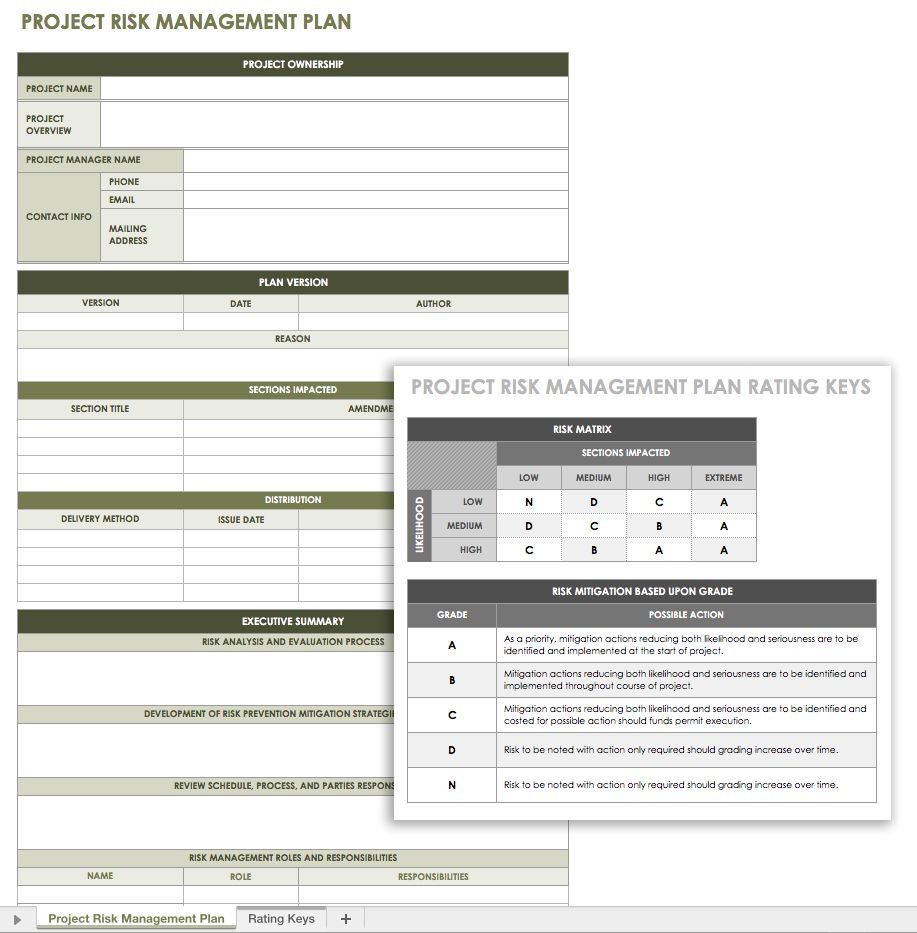 PROJECT RISK MANAGEMENT PLAN
PROJECT OWNERSHIP
PROJECT NAME
PROJECT
OVERVIEW
PROJECT MANAGER NAME
CONTACT INFO
PHONE
EMAIL
MAILING
ADDRESS
PLAN VERSION
VERSION DATE AUTHOR
REASON
SECTIONS IMPACTED
SECTION TITLE AMENDME
DISTRIBUTION
DELIVERY METHOD ISSUE DATE
EXECUTIVE SUMMARY
RISK ANALYSIS AND EVALUATION PROCESS
DEVELOPMENT OF RISK PREVENTION MITIGATION STRATEGI
REVIEW SCHEDULE, PROCESS, AND PARTIES RESPONS
RISK MANAGEMENT ROLES AND RESPONSIBILITIES
NAME ROLE RESPONSIBILITIES
PROJECT RISK MANAGEMENT PLAN RATING KEYS
RISK MATRIX
SECTIONS IMPACTED
LOW MEDIUM HIGH EXTREME
LIKELIHOOD
LOW N D C A
MEDIUM D C B A
HIGH C B A A
RISK MITIGATION BASED UPON GRADE
GRADE POSSIBLE ACTION
A As a priority, mitigation actions reducing both likelihood and seriousness are to be
identified and implemented at the start of project.
B Mitigation actions reducing both likelihood and seriousness are to be identified and
implemented throughout course of project.
C Mitigation actions reducing both likelihood and seriousness are to be identified and
costed for possible action should funds permit execution.
D Risk to be noted with action only required should grading increase over time.
N Risk to be noted with action only required should grading increase over time.
Project Risk Management Plan Rating Keys +